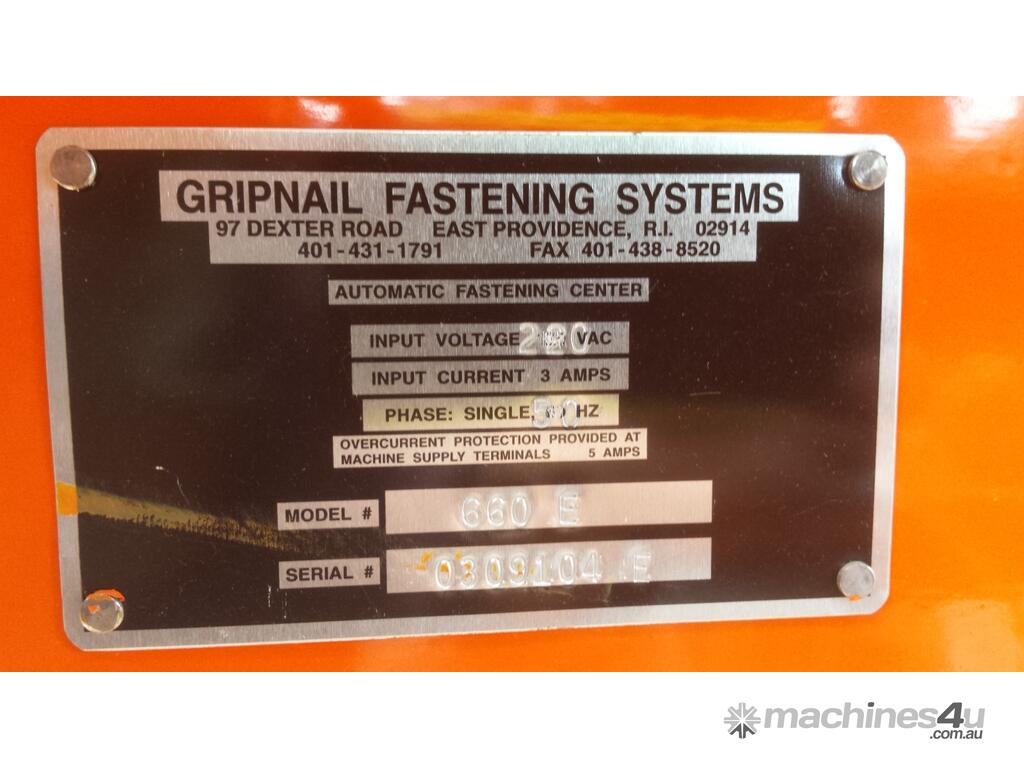 GRIPNAIL FASTENING SYSTEMS
97 DEXTER ROAD EAST PROVIDENCE, R.I. 02914
401-431-1791 FAX 401-438-8520
AUTOMATIC FASTENING CENTER
INPUT VOLTAGE 220 VAC
INPUT CURRENT 3 AMPS
PHASE: SINGLE, 50 HZ
OVERCURRENT PROTECTION PROVIDED AT
MACHINE SUPPLY TERMINALS 5 AMPS
MODEL # 660 E
SERIAL # 0309104 E
machines4u
.com.au